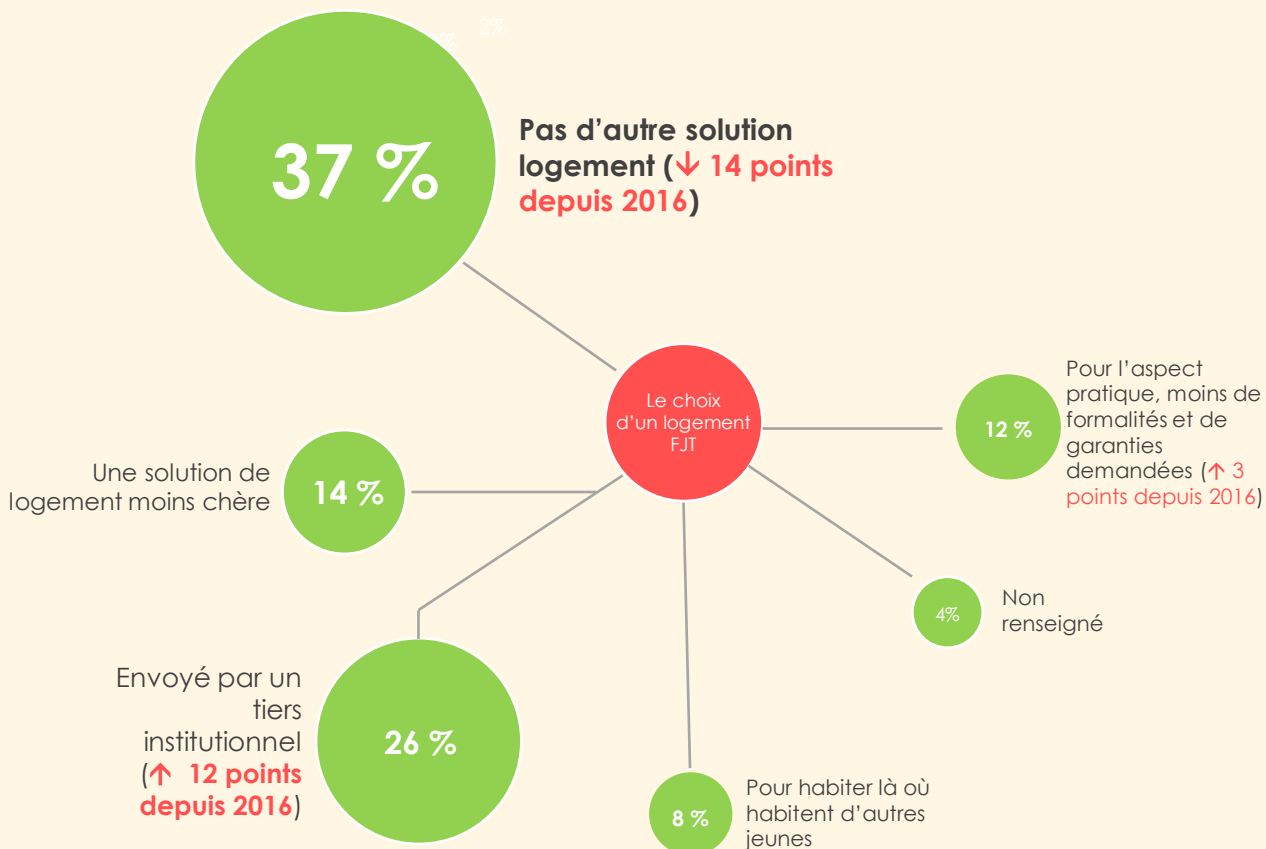 2%
37 %
Pas d’autre solution
logement (↓ 14 points
depuis 2016)
Le choix
d’un logement
FJT
12 %
Pour l’aspect
pratique, moins de
formalités et de
garanties
demandées (↑ 3
points depuis 2016)
Une solution de
logement moins chère
14 %
4%
Non
renseigné
Envoyé par un
tiers
institutionnel
(↑ 12 points
depuis 2016)
26 %
8 %
Pour habiter là où
habitent d’autres
jeunes